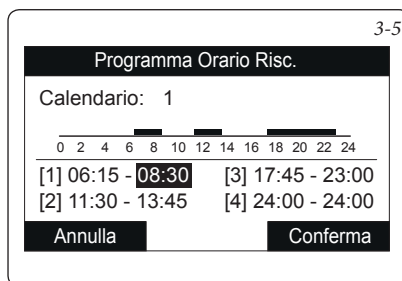 3-5
Programma Orario Risc.
Calendario: 1
0 2 4 6 8 10 12 14 16 18 20 22 24
[1] 06:15 - 08:30 [3] 17:45 - 23:00
[2] 11:30 - 13:45 [4] 24:00 - 24:00
Annulla Conferma